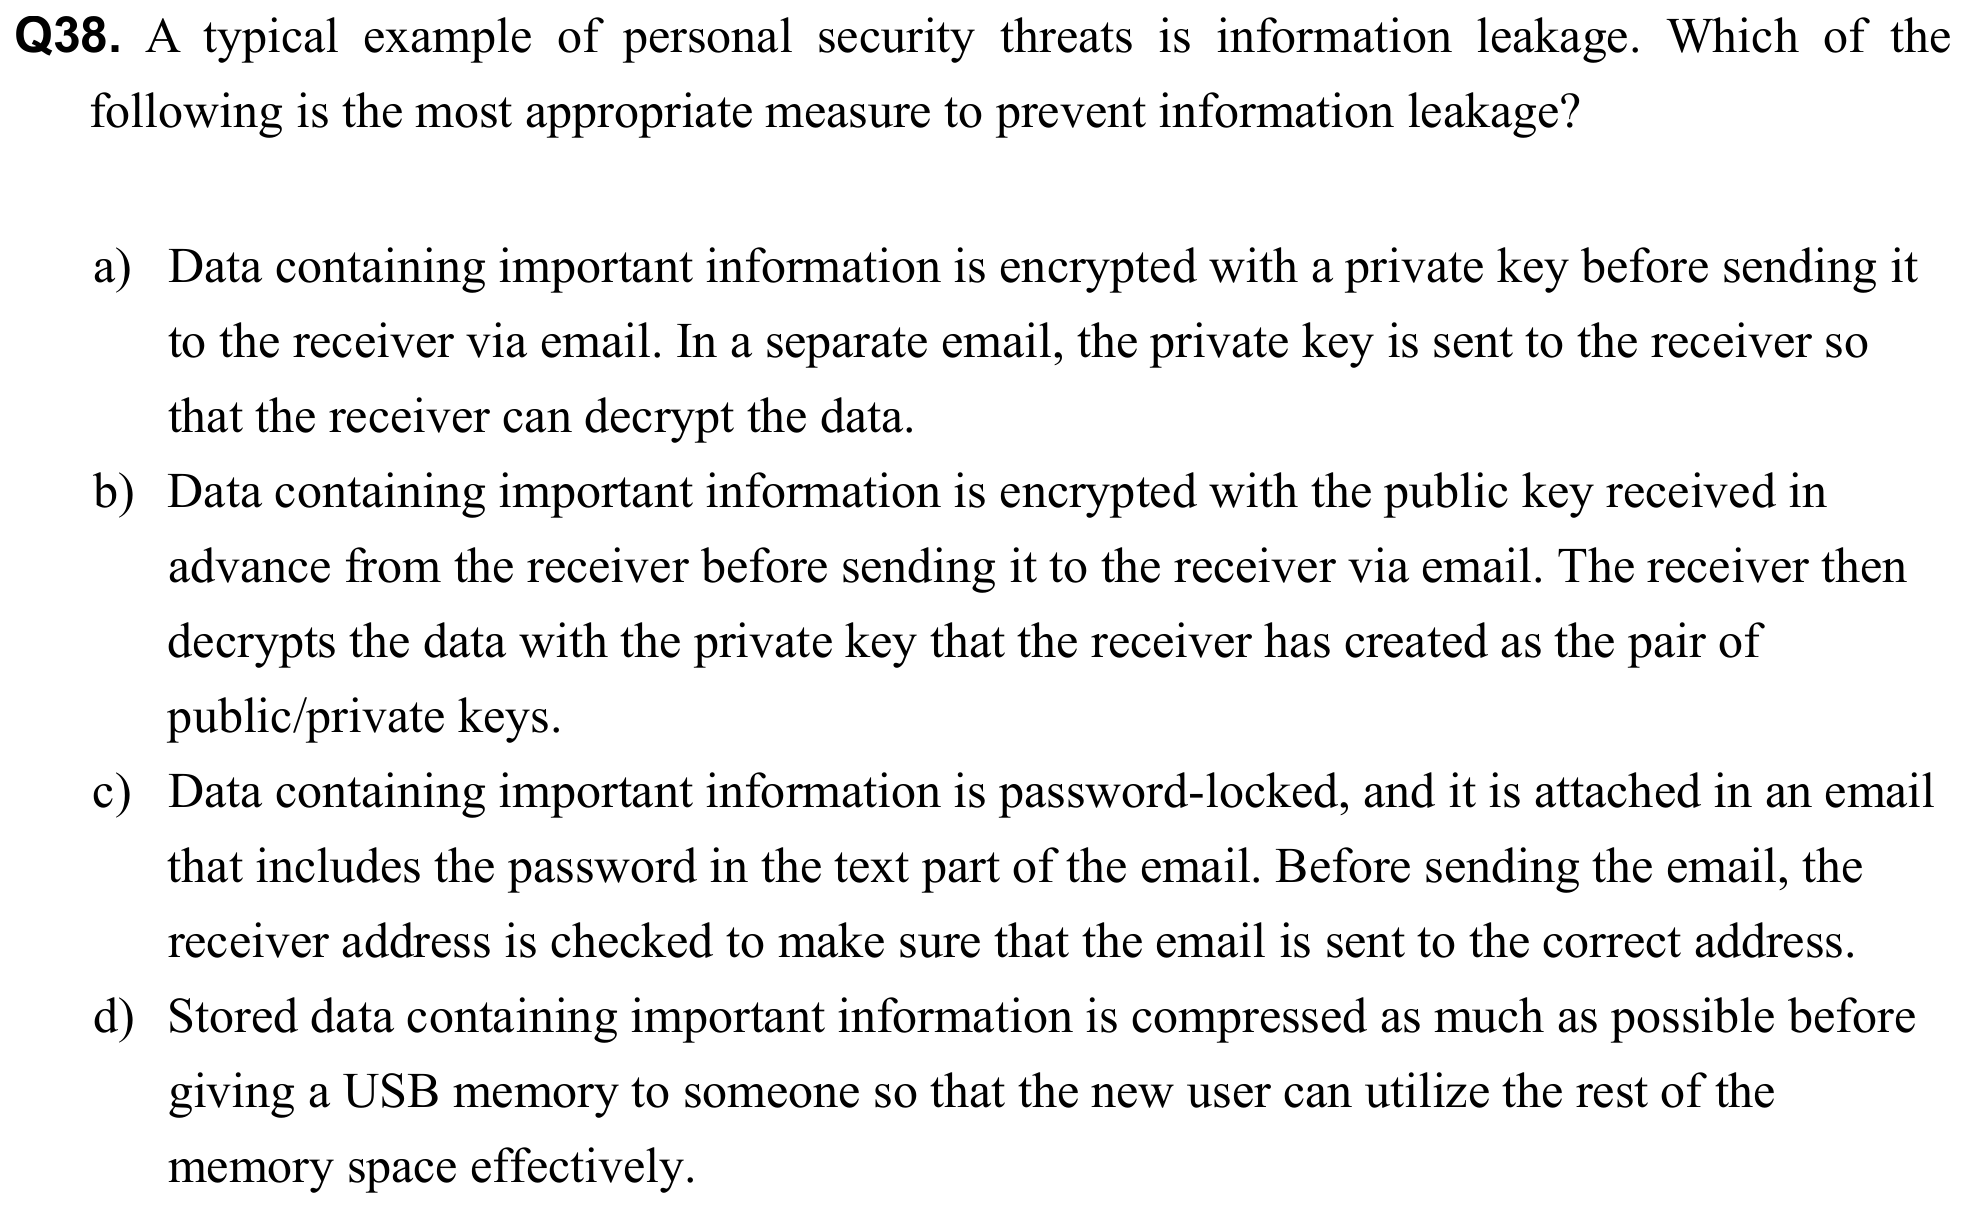 Q38. A typical example of personal security threats is information leakage. Which of the
following is the most appropriate measure to prevent information leakage?
a) Data containing important information is encrypted with a private key before sending it
to the receiver via email. In a separate email, the private key is sent to the receiver so
that the receiver can decrypt the data.
b) Data containing important information is encrypted with the public key received in
advance from the receiver before sending it to the receiver via email. The receiver then
decrypts the data with the private key that the receiver has created as the pair of
public/private keys.
c) Data containing important information is password-locked, and it is attached in an email
that includes the password in the text part of the email. Before sending the email, the
receiver address is checked to make sure that the email is sent to the correct address.
d) Stored data containing important information is compressed as much as possible before
giving a USB memory to someone so that the new user can utilize the rest of the
memory space effectively.